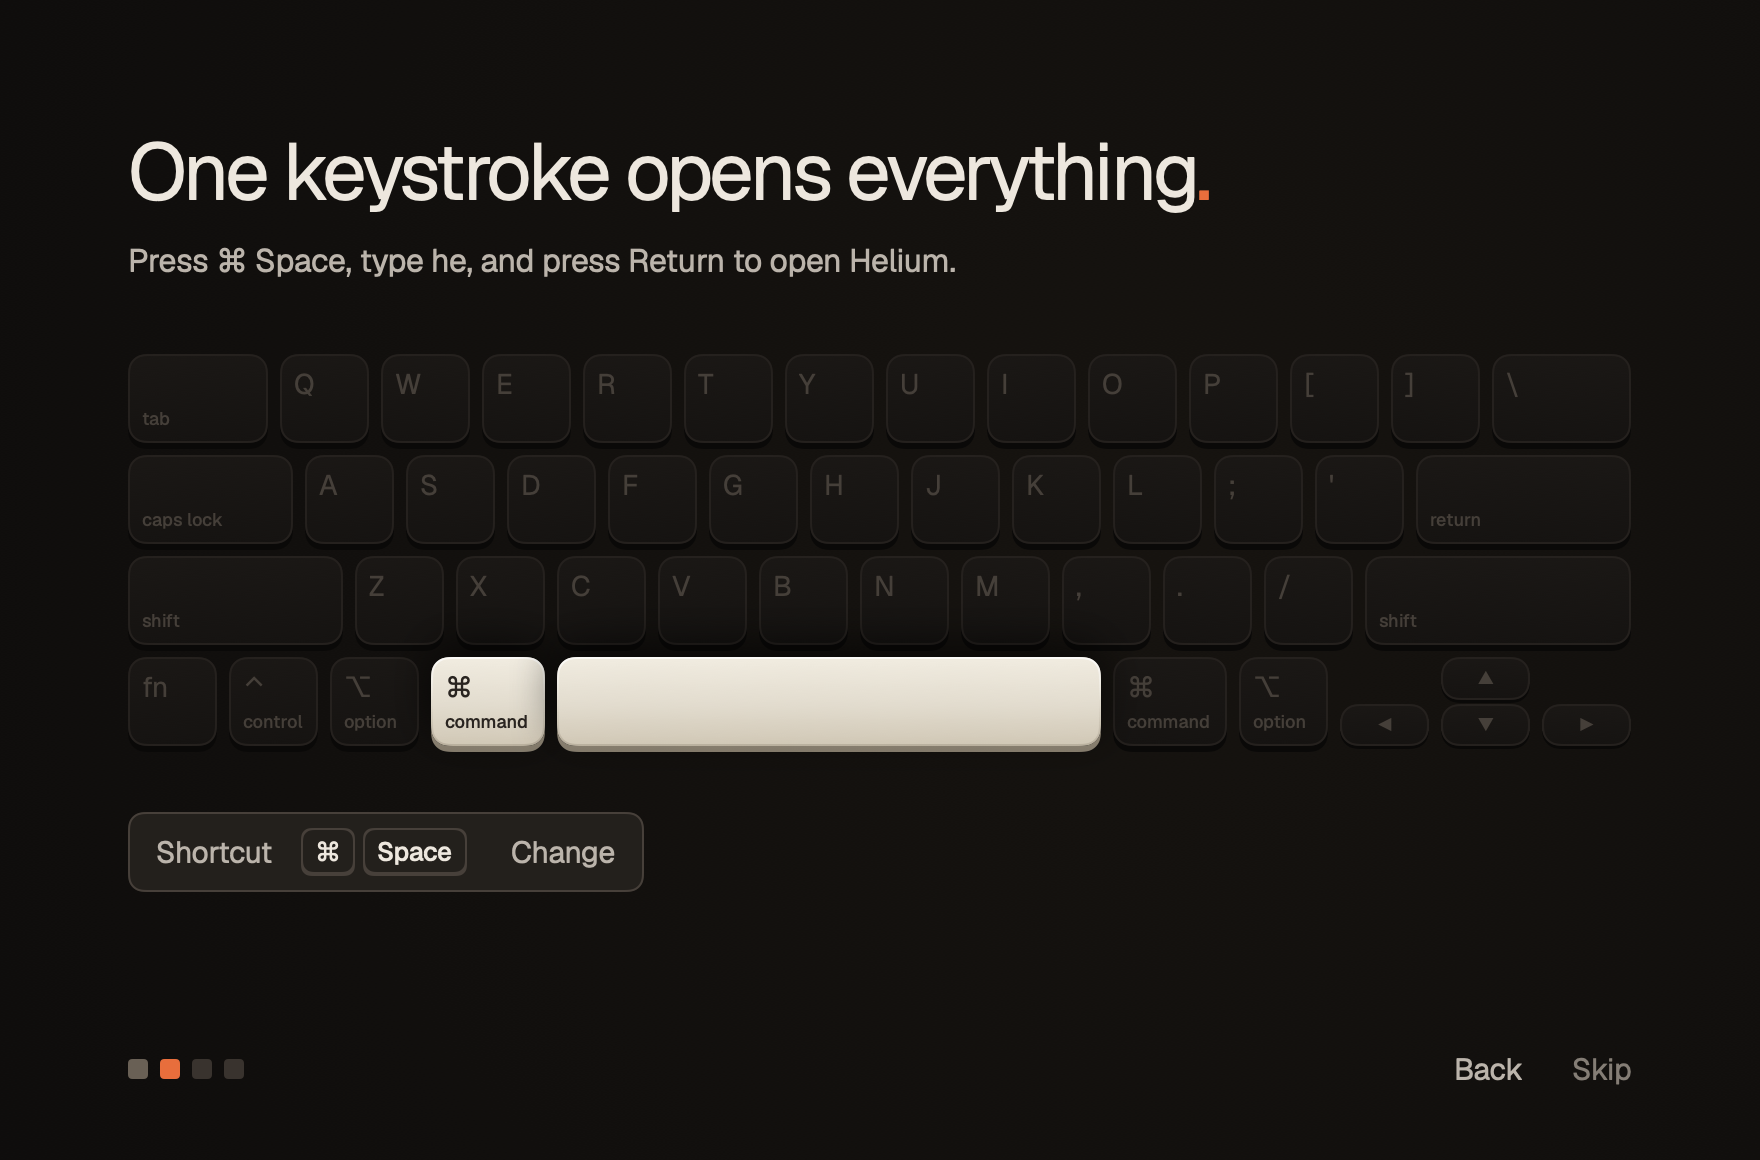 One keystroke opens everything.
Press ⌘ Space, type he, and press Return to open Helium.
tab Q W E R T Y U I O P [ ] \
caps lock A S D F G H J K L ; ' return
shift Z X C V B N M , . / shift
fn ⌃ control ⌥ option ⌘ command ⌘ command ⌥ option ◀ ▲ ▼ ▶
Shortcut ⌘ Space Change
Back Skip